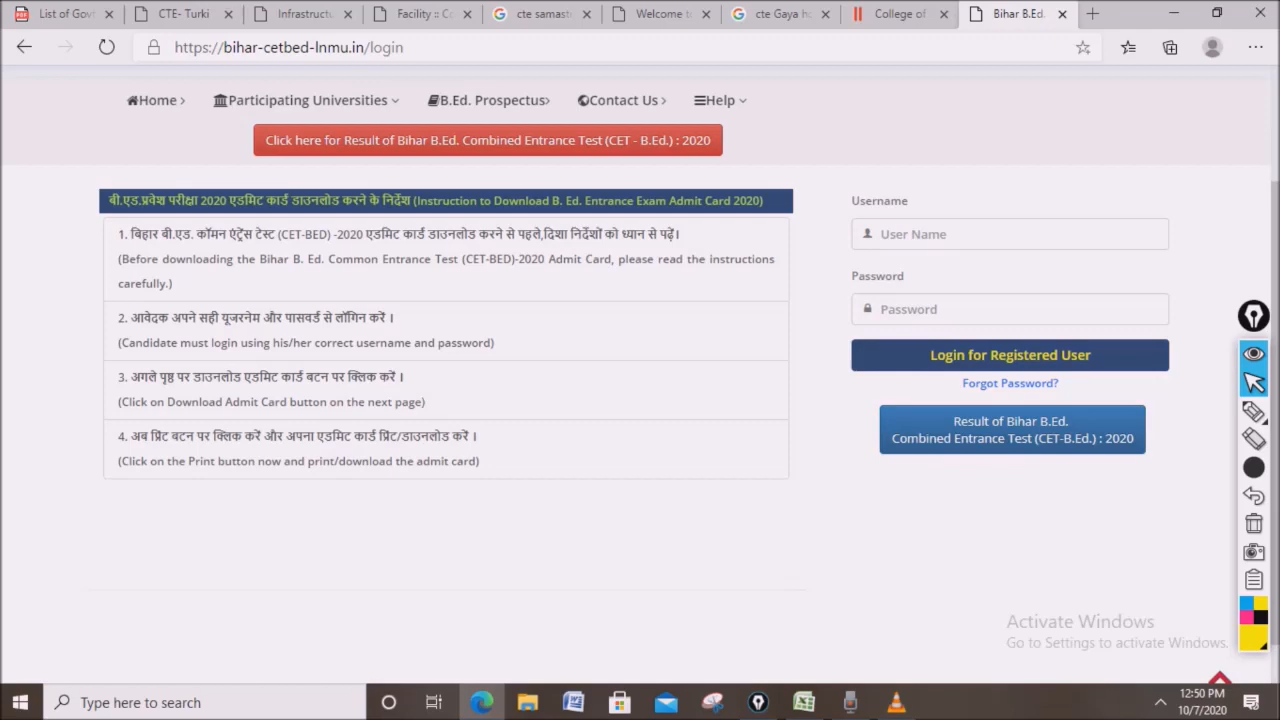 List of Govt
CTE- Turki
Infrastructu
Facility :: Co
cte samasti
Welcome to
cte Gaya ho
College of
Bihar B.Ed.
https://bihar-cetbed-lnmu.in/login
Home
Participating Universities
B.Ed. Prospectus
Contact Us
Help
Click here for Result of Bihar B.Ed. Combined Entrance Test (CET - B.Ed.) : 2020
बी.एड.प्रवेश परीक्षा 2020 एडमिट कार्ड डाउनलोड करने के निर्देश (Instruction to Download B. Ed. Entrance Exam Admit Card 2020)
1. बिहार बी.एड. कॉमन एंट्रेंस टेस्ट (CET-BED) -2020 एडमिट कार्ड डाउनलोड करने से पहले,दिशा निर्देशों को ध्यान से पढ़ें।
(Before downloading the Bihar B. Ed. Common Entrance Test (CET-BED)-2020 Admit Card, please read the instructions
carefully.)
2. आवेदक अपने सही यूजरनेम और पासवर्ड से लॉगिन करें ।
(Candidate must login using his/her correct username and password)
3. अगले पृष्ठ पर डाउनलोड एडमिट कार्ड बटन पर क्लिक करें ।
(Click on Download Admit Card button on the next page)
4. अब प्रिंट बटन पर क्लिक करें और अपना एडमिट कार्ड प्रिंट/डाउनलोड करें ।
(Click on the Print button now and print/download the admit card)
Username
User Name
Password
Password
Login for Registered User
Forgot Password?
Result of Bihar B.Ed.
Combined Entrance Test (CET-B.Ed.) : 2020
Activate Windows
Go to Settings to activate Windows.
Type here to search
12:50 PM
10/7/2020